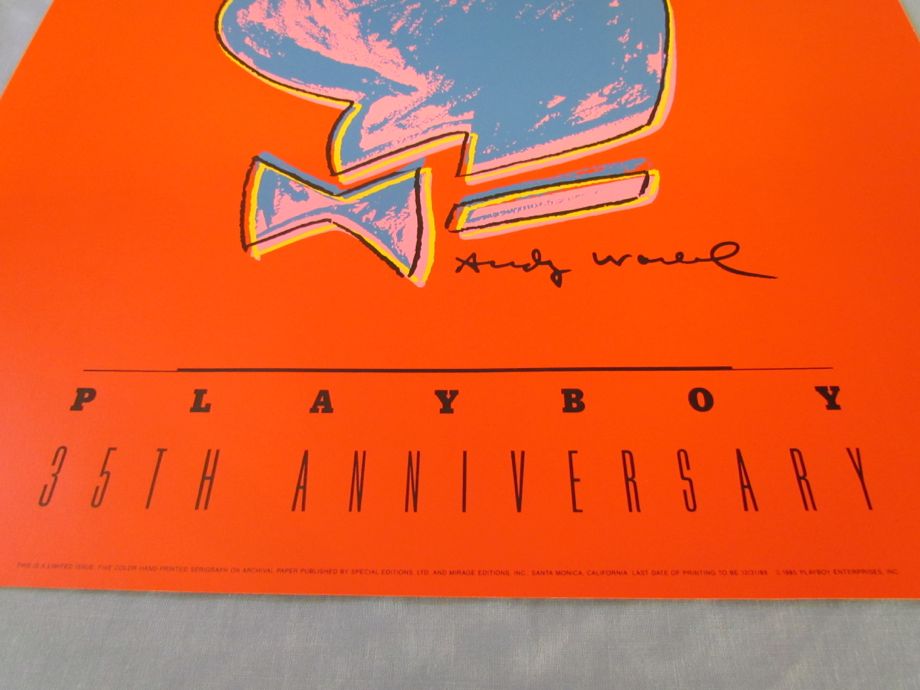 Andy Warhol
PLAYBOY
35TH ANNIVERSARY
THIS IS A LIMITED ISSUE, FIVE COLOR HAND PRINTED SERIGRAPH ON ARCHIVAL PAPER PUBLISHED BY SPECIAL EDITIONS, LTD. AND MIRAGE EDITIONS, INC., SANTA MONICA, CALIFORNIA. LAST DATE OF PRINTING TO BE 12/31/89. © 1985 PLAYBOY ENTERPRISES, INC.